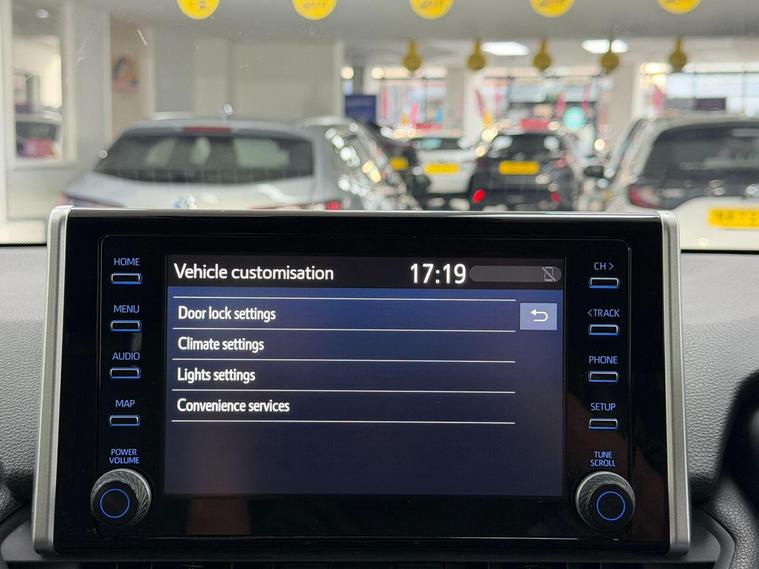 HOME
MENU
AUDIO
MAP
POWER
VOLUME
Vehicle customisation 17:19
Door lock settings
Climate settings
Lights settings
Convenience services
CH >
<TRACK
PHONE
SETUP
TUNE
SCROLL